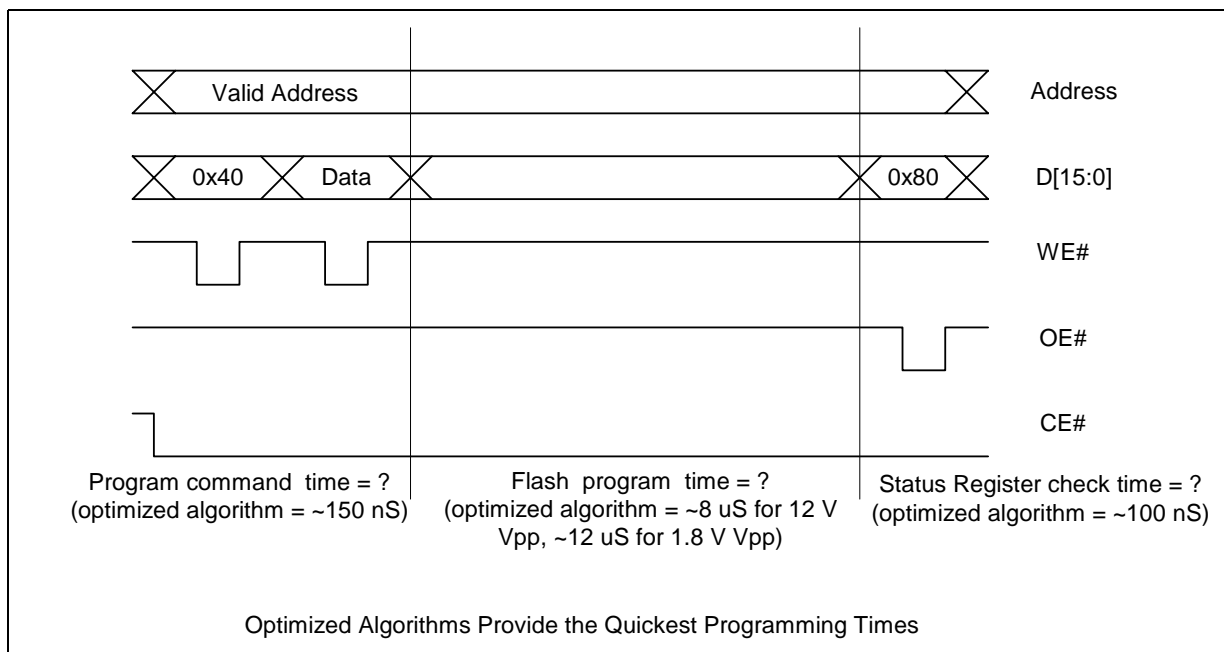 Valid Address
Address
0x40
Data
0x80
D[15:0]
WE#
OE#
CE#
Program command time = ?
(optimized algorithm = ~150 nS)
Flash program time = ?
(optimized algorithm = ~8 uS for 12 V
Vpp, ~12 uS for 1.8 V Vpp)
Status Register check time = ?
(optimized algorithm = ~100 nS)
Optimized Algorithms Provide the Quickest Programming Times